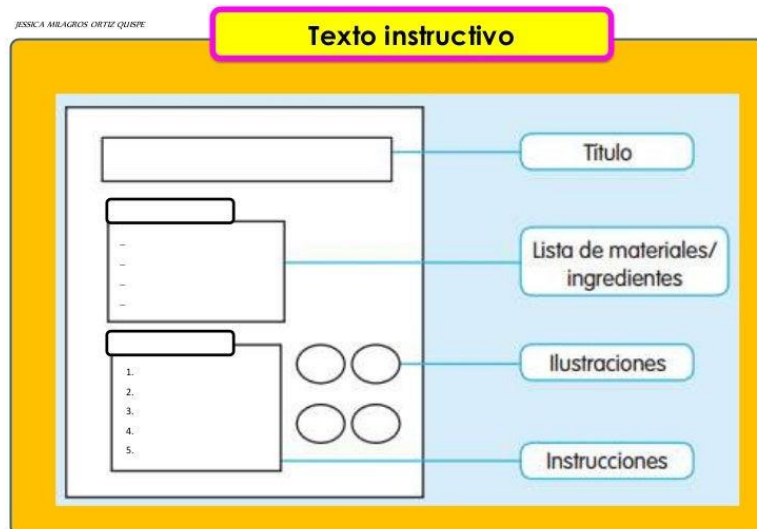 JESSICA MILAGROS ORTIZ QUISPE
Texto instructivo
Título
Lista de materiales/
ingredientes
–
–
–
–
Ilustraciones
1.
2.
3.
4.
5.
Instrucciones